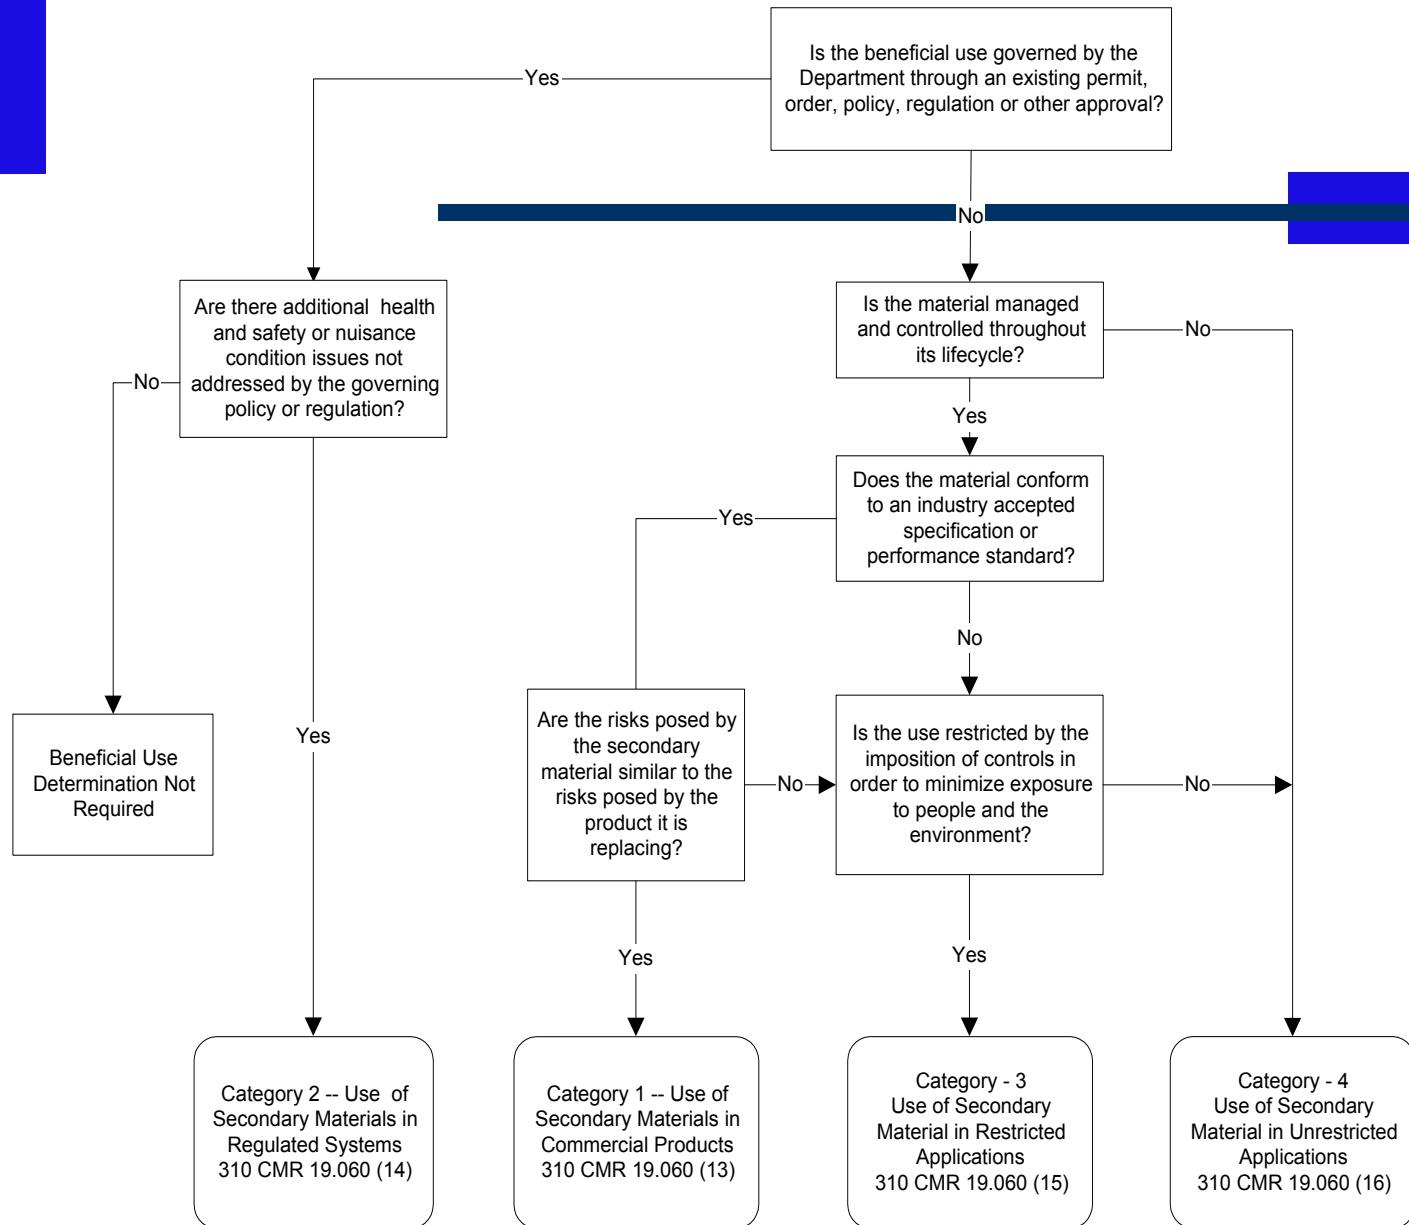 Is the beneficial use governed by the
Department through an existing permit,
order, policy, regulation or other approval?
Yes
No
Are there additional health
and safety or nuisance
condition issues not
addressed by the governing
policy or regulation?
Is the material managed
and controlled throughout
its lifecycle?
No
No
Yes
Does the material conform
to an industry accepted
specification or
performance standard?
Yes
No
Are the risks posed by
the secondary
material similar to the
risks posed by the
product it is
replacing?
Is the use restricted by the
imposition of controls in
order to minimize exposure
to people and the
environment?
Beneficial Use
Determination Not
Required
Yes
No
No
Yes
Yes
Category 2 -- Use of
Secondary Materials in
Regulated Systems
310 CMR 19.060 (14)
Category 1 -- Use of
Secondary Materials in
Commercial Products
310 CMR 19.060 (13)
Category - 3
Use of Secondary
Material in Restricted
Applications
310 CMR 19.060 (15)
Category - 4
Use of Secondary
Material in Unrestricted
Applications
310 CMR 19.060 (16)